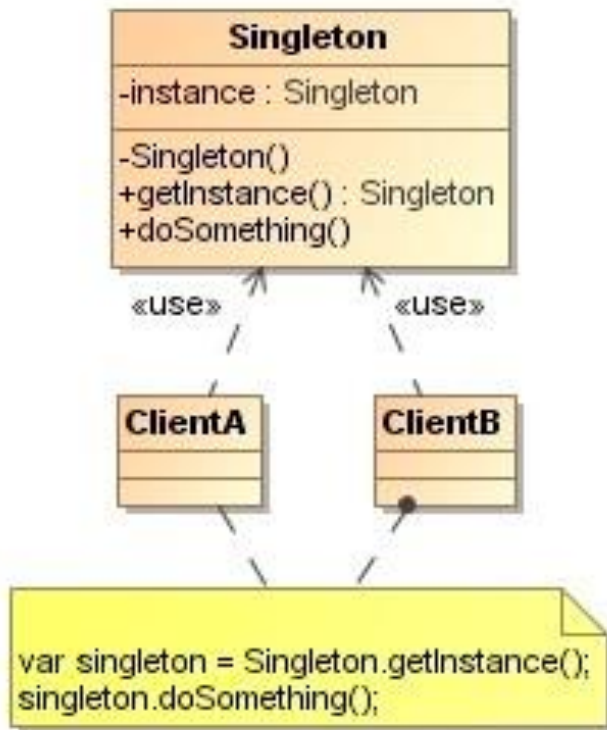 Singleton
-instance : Singleton
-Singleton()
+getInstance() : Singleton
+doSomething()
«use» «use»
ClientA ClientB
var singleton = Singleton.getInstance();
singleton.doSomething();